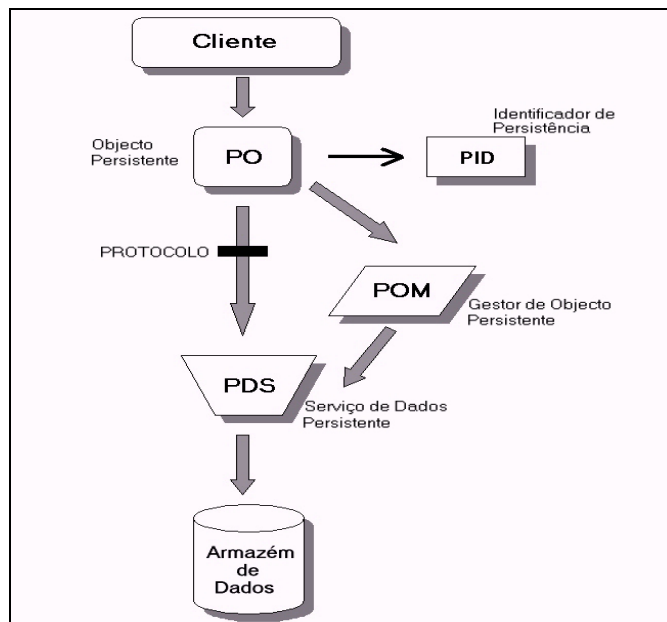 Cliente
Objecto
Persistente
PO
Identificador de
Persistência
PID
PROTOCOLO
POM
Gestor de Objecto
Persistente
PDS
Serviço de Dados
Persistente
Armazém
de
Dados